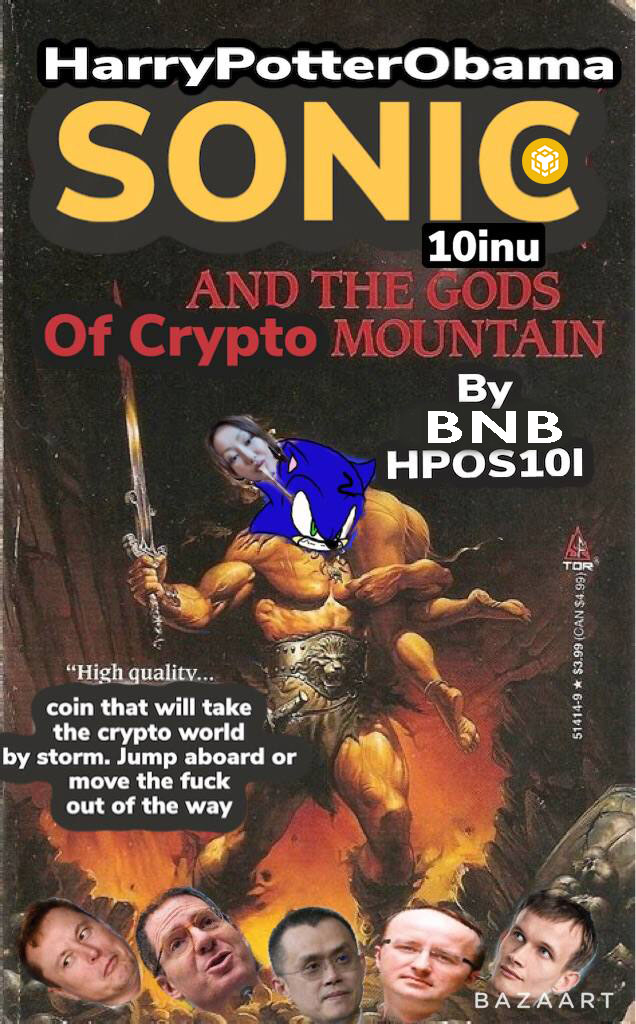 HarryPotterObama
SONIC
10inu
AND THE GODS
Of Crypto MOUNTAIN
By
BNB
HPOS10I
TOR
51414-9 ★ $3.99 (CAN $4.99)
“High quality...
coin that will take
the crypto world
by storm. Jump aboard or
move the fuck
out of the way
BAZAART